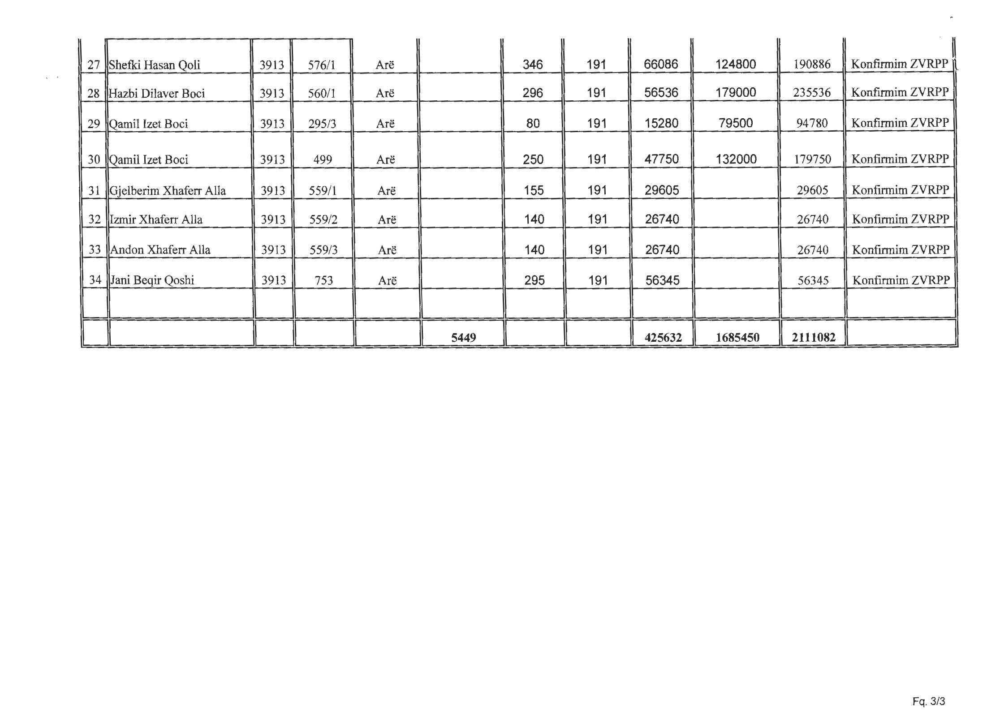 27 Shefki Hasan Qoli 3913 576/1 Arë 346 191 66086 124800 190886 Konfirmim ZVRPP
28 Hazbi Dilaver Boci 3913 560/1 Arë 296 191 56536 179000 235536 Konfirmim ZVRPP
29 Qamil Izet Boci 3913 295/3 Arë 80 191 15280 79500 94780 Konfirmim ZVRPP
30 Qamil Izet Boci 3913 499 Arë 250 191 47750 132000 179750 Konfirmim ZVRPP
31 Gjelberim Xhaferr Alla 3913 559/1 Arë 155 191 29605 29605 Konfirmim ZVRPP
32 Izmir Xhaferr Alla 3913 559/2 Arë 140 191 26740 26740 Konfirmim ZVRPP
33 Andon Xhaferr Alla 3913 559/3 Arë 140 191 26740 26740 Konfirmim ZVRPP
34 Jani Beqir Qoshi 3913 753 Arë 295 191 56345 56345 Konfirmim ZVRPP
5449 425632 1685450 2111082
Fq. 3/3